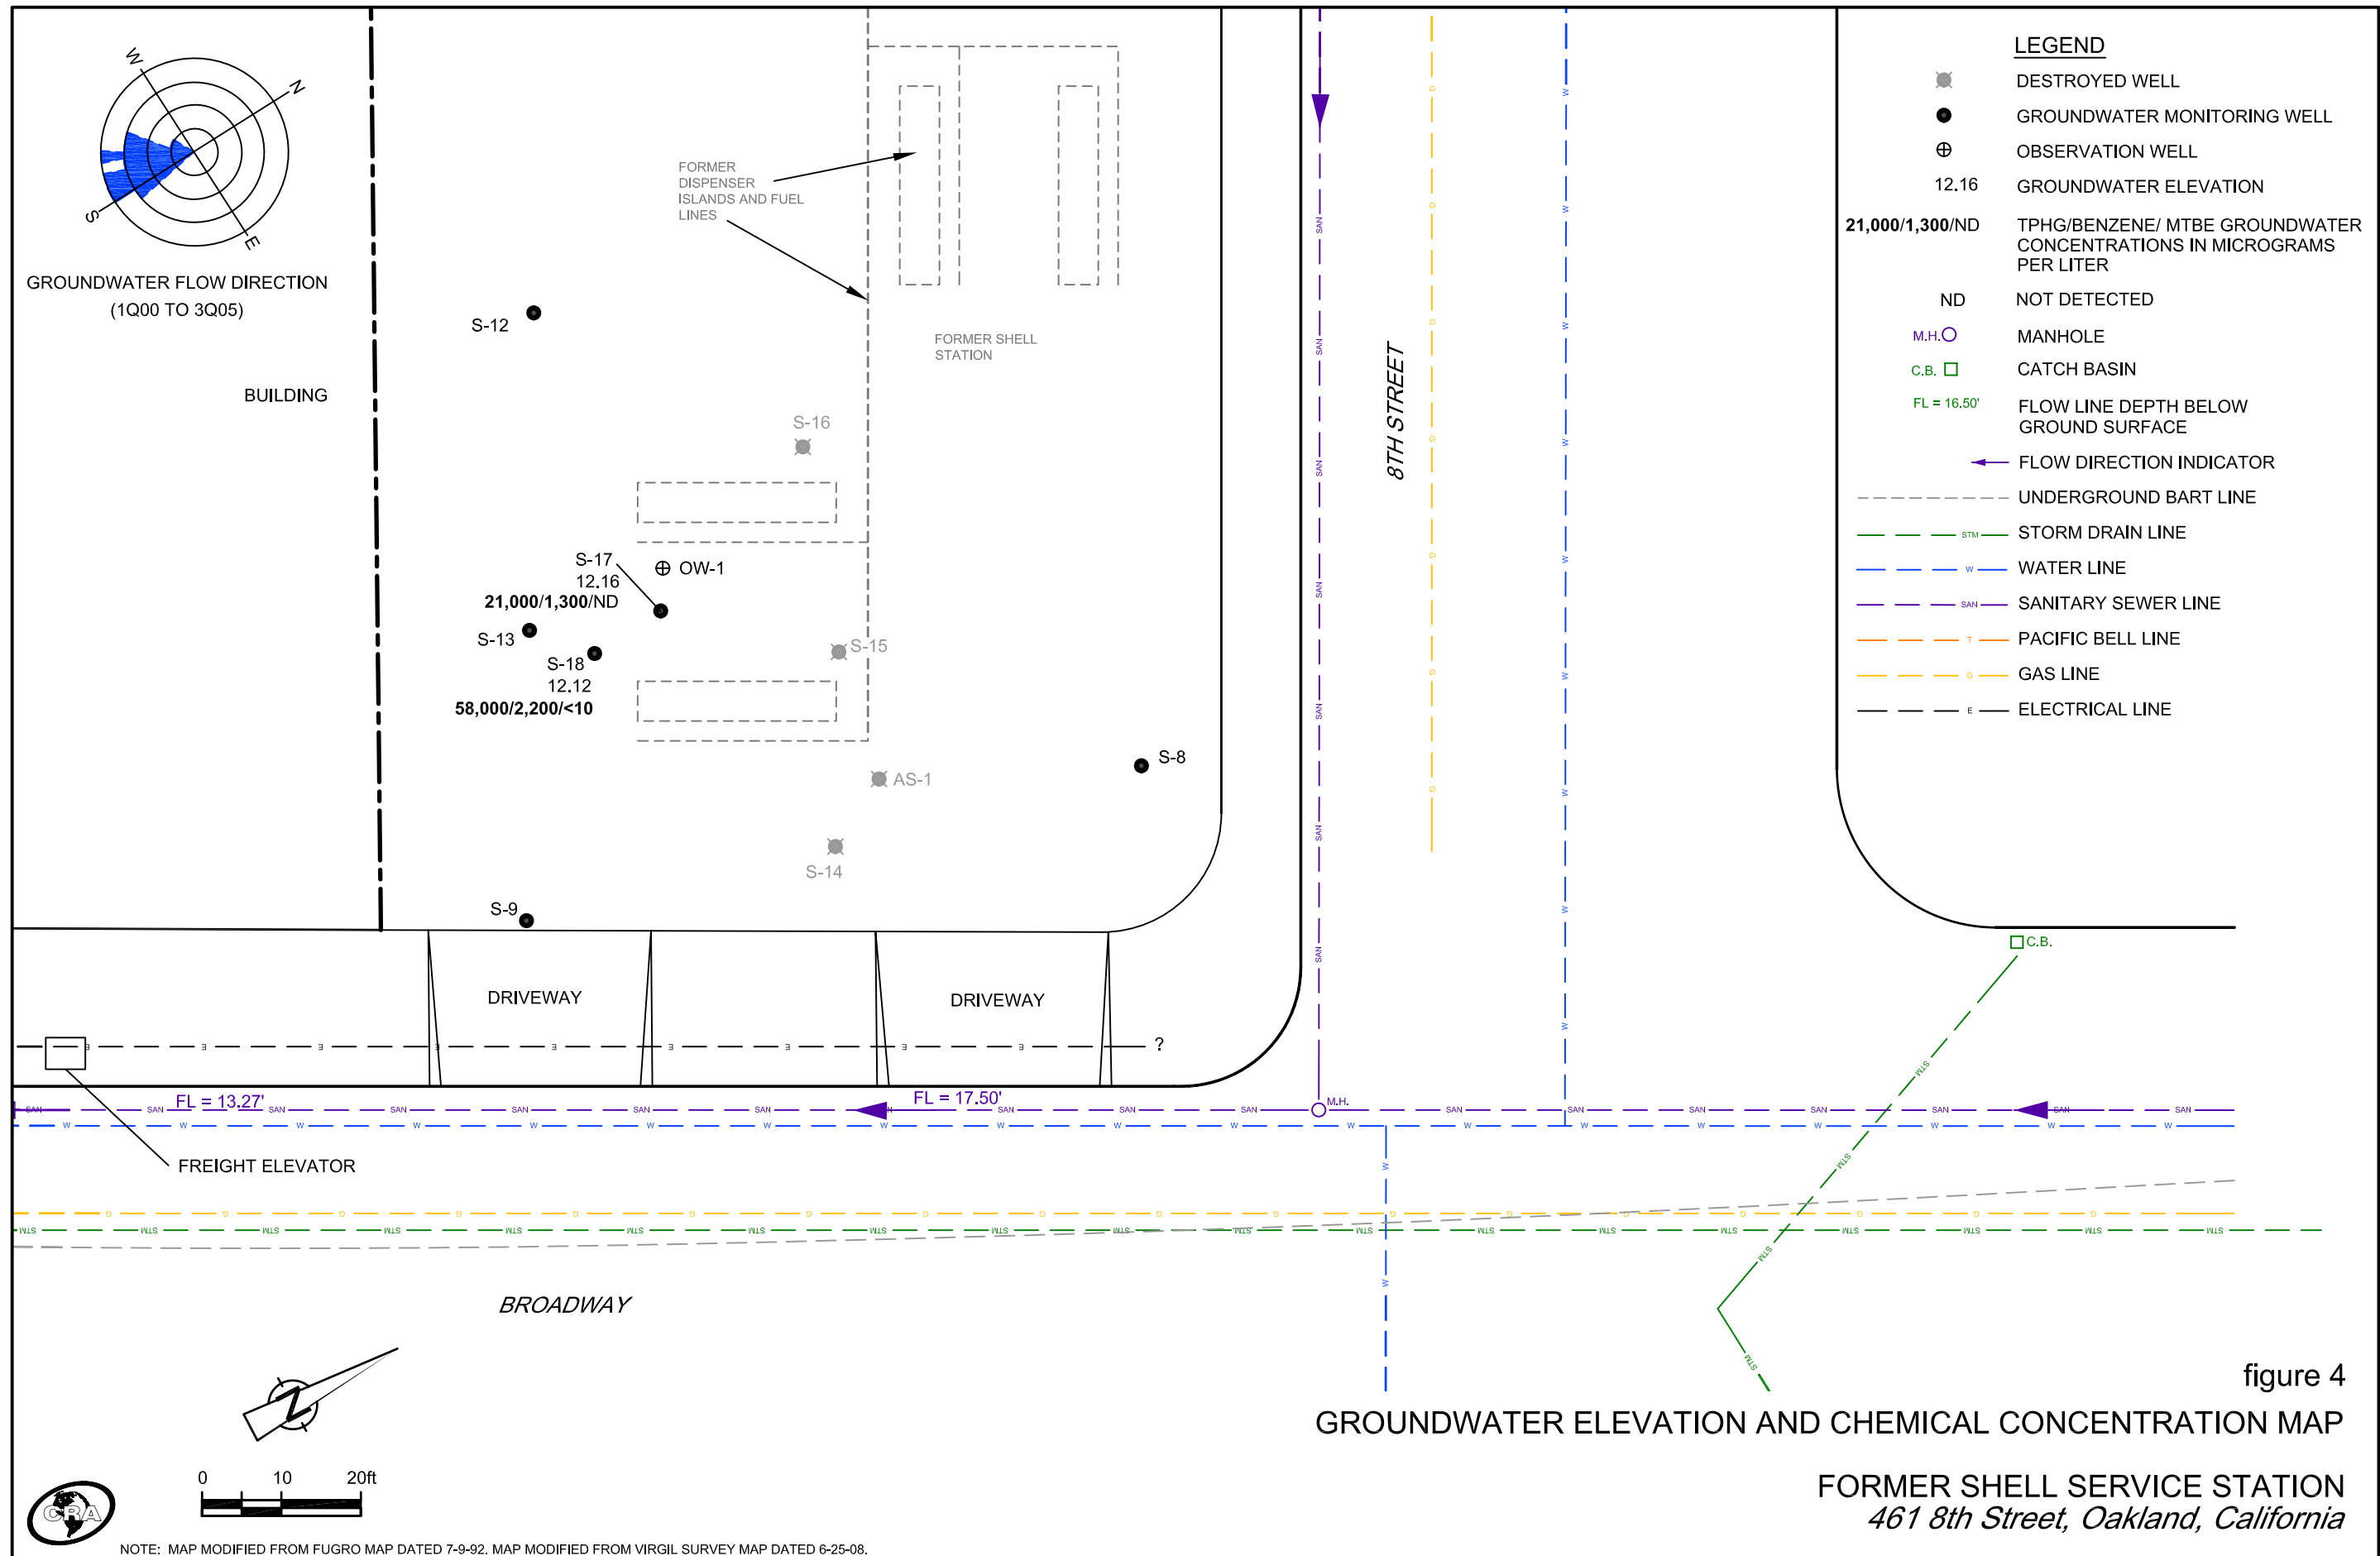 W
N
S
E
GROUNDWATER FLOW DIRECTION
(1Q00 TO 3Q05)
BUILDING
FORMER
DISPENSER
ISLANDS AND FUEL
LINES
FORMER SHELL
STATION
S-12
S-16
S-17
12.16
21,000/1,300/ND
OW-1
S-13
S-18
12.12
58,000/2,200/<10
S-15
AS-1
S-8
S-14
S-9
8TH STREET
DRIVEWAY
DRIVEWAY
?
FL = 13.27'
FL = 17.50'
M.H.
C.B.
FREIGHT ELEVATOR
BROADWAY
SAN
W
G
STM
E
LEGEND
DESTROYED WELL
GROUNDWATER MONITORING WELL
OBSERVATION WELL
12.16 GROUNDWATER ELEVATION
21,000/1,300/ND TPHG/BENZENE/ MTBE GROUNDWATER
CONCENTRATIONS IN MICROGRAMS
PER LITER
ND NOT DETECTED
M.H. MANHOLE
C.B. CATCH BASIN
FL = 16.50' FLOW LINE DEPTH BELOW
GROUND SURFACE
FLOW DIRECTION INDICATOR
UNDERGROUND BART LINE
STM STORM DRAIN LINE
W WATER LINE
SAN SANITARY SEWER LINE
T PACIFIC BELL LINE
G GAS LINE
E ELECTRICAL LINE
N
0 10 20ft
CRA
figure 4
GROUNDWATER ELEVATION AND CHEMICAL CONCENTRATION MAP
FORMER SHELL SERVICE STATION
461 8th Street, Oakland, California
NOTE: MAP MODIFIED FROM FUGRO MAP DATED 7-9-92. MAP MODIFIED FROM VIRGIL SURVEY MAP DATED 6-25-08.